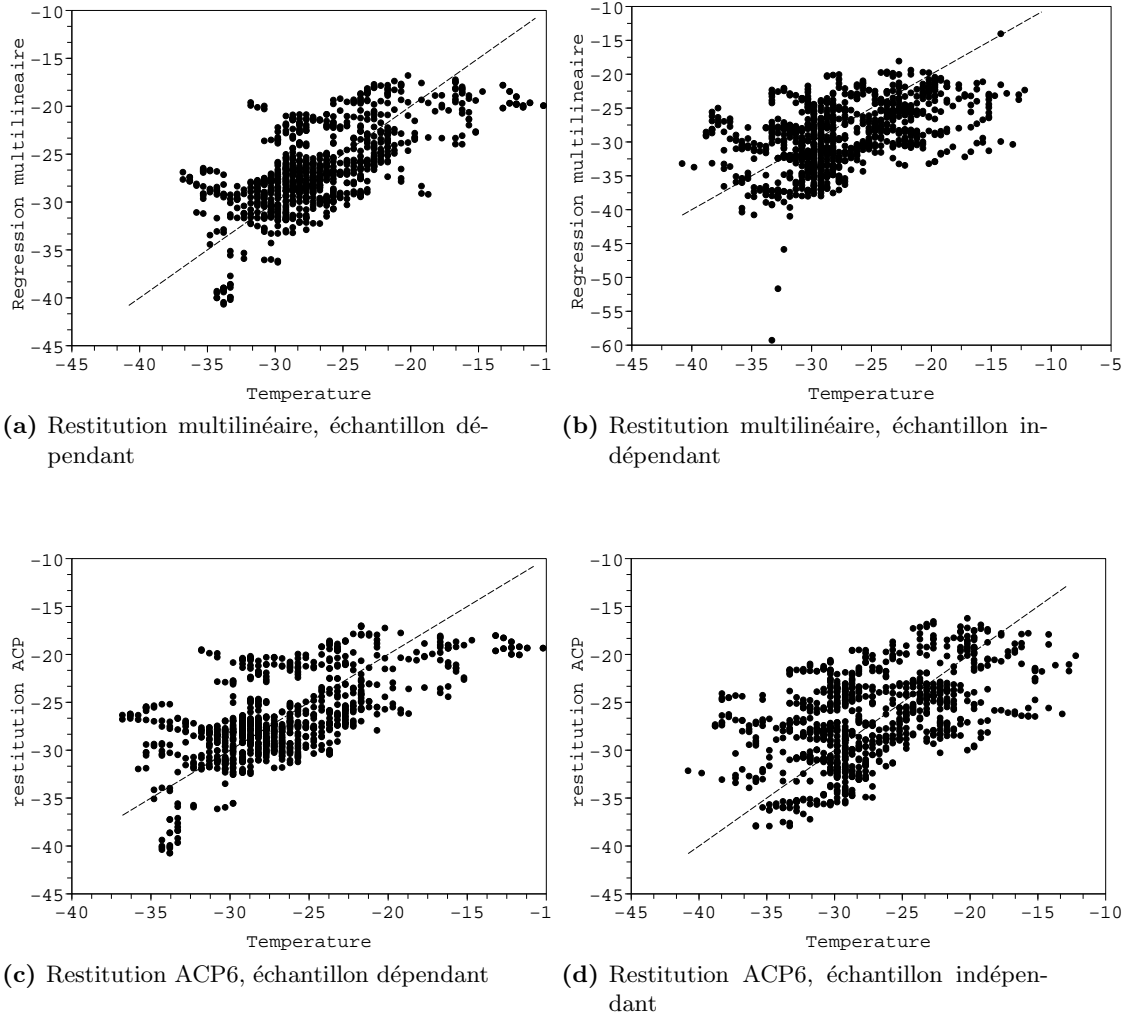 -10
-15
-20
-25
-30
-35
-40
-45
Regression multilineaire
-45 -40 -35 -30 -25 -20 -15 -1
Temperature
(a) Restitution multilinéaire, échantillon dé-
pendant
-10
-15
-20
-25
-30
-35
-40
-45
-50
-55
-60
Regression multilineaire
-45 -40 -35 -30 -25 -20 -15 -10 -5
Temperature
(b) Restitution multilinéaire, échantillon in-
dépendant
-10
-15
-20
-25
-30
-35
-40
-45
restitution ACP
-40 -35 -30 -25 -20 -15 -1
Temperature
(c) Restitution ACP6, échantillon dépendant
-10
-15
-20
-25
-30
-35
-40
-45
restitution ACP
-45 -40 -35 -30 -25 -20 -15 -10
Temperature
(d) Restitution ACP6, échantillon indépen-
dant